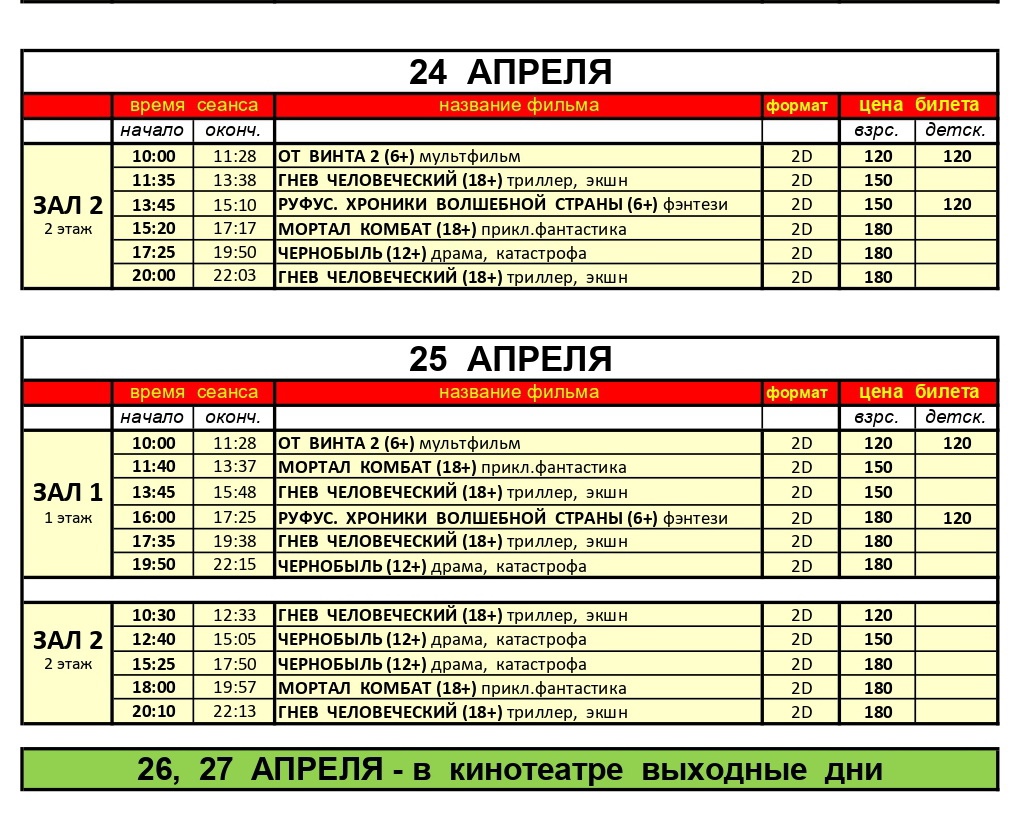 24 АПРЕЛЯ
время сеанса название фильма формат цена билета
начало оконч. взрс. детск.
10:00 11:28 ОТ ВИНТА 2 (6+) мультфильм 2D 120 120
11:35 13:38 ГНЕВ ЧЕЛОВЕЧЕСКИЙ (18+) триллер, экшн 2D 150
ЗАЛ 2 13:45 15:10 РУФУС. ХРОНИКИ ВОЛШЕБНОЙ СТРАНЫ (6+) фэнтези 2D 150 120
2 этаж 15:20 17:17 МОРТАЛ КОМБАТ (18+) прикл.фантастика 2D 180
17:25 19:50 ЧЕРНОБЫЛЬ (12+) драма, катастрофа 2D 180
20:00 22:03 ГНЕВ ЧЕЛОВЕЧЕСКИЙ (18+) триллер, экшн 2D 180
25 АПРЕЛЯ
время сеанса название фильма формат цена билета
начало оконч. взрс. детск.
10:00 11:28 ОТ ВИНТА 2 (6+) мультфильм 2D 120 120
11:40 13:37 МОРТАЛ КОМБАТ (18+) прикл.фантастика 2D 150
ЗАЛ 1 13:45 15:48 ГНЕВ ЧЕЛОВЕЧЕСКИЙ (18+) триллер, экшн 2D 150
1 этаж 16:00 17:25 РУФУС. ХРОНИКИ ВОЛШЕБНОЙ СТРАНЫ (6+) фэнтези 2D 180 120
17:35 19:38 ГНЕВ ЧЕЛОВЕЧЕСКИЙ (18+) триллер, экшн 2D 180
19:50 22:15 ЧЕРНОБЫЛЬ (12+) драма, катастрофа 2D 180
10:30 12:33 ГНЕВ ЧЕЛОВЕЧЕСКИЙ (18+) триллер, экшн 2D 120
ЗАЛ 2 12:40 15:05 ЧЕРНОБЫЛЬ (12+) драма, катастрофа 2D 150
2 этаж 15:25 17:50 ЧЕРНОБЫЛЬ (12+) драма, катастрофа 2D 180
18:00 19:57 МОРТАЛ КОМБАТ (18+) прикл.фантастика 2D 180
20:10 22:13 ГНЕВ ЧЕЛОВЕЧЕСКИЙ (18+) триллер, экшн 2D 180
26, 27 АПРЕЛЯ - в кинотеатре выходные дни